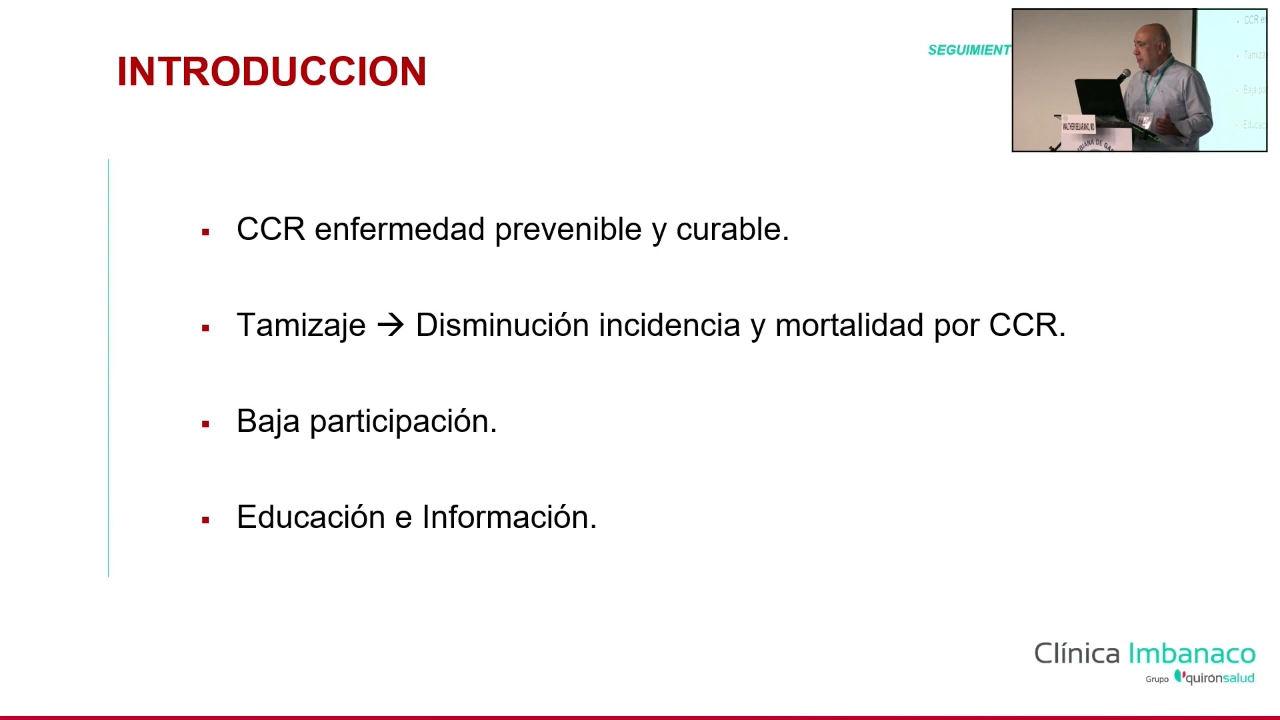 INTRODUCCION
SEGUIMIENT
CCR enfermedad prevenible y curable.
Tamizaje → Disminución incidencia y mortalidad por CCR.
Baja participación.
Educación e Información.
Clínica Imbanaco
Grupo quirónsalud